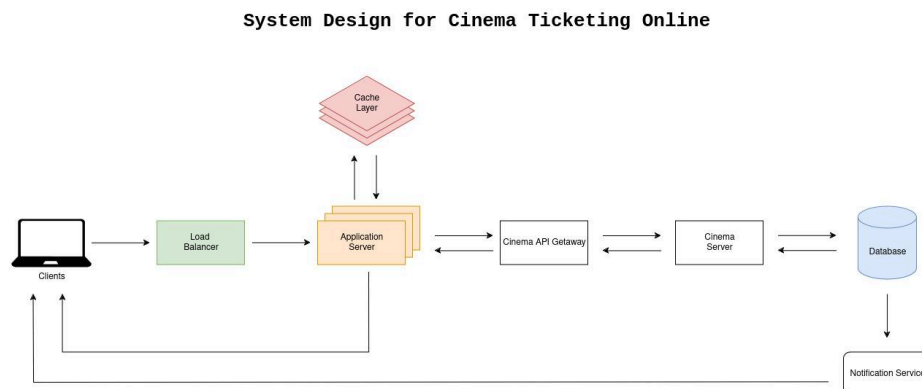 System Design for Cinema Ticketing Online
Cache
Layer
Load
Balancer
Application
Server
Cinema API Getaway
Cinema
Server
Database
Clients
Notification Service